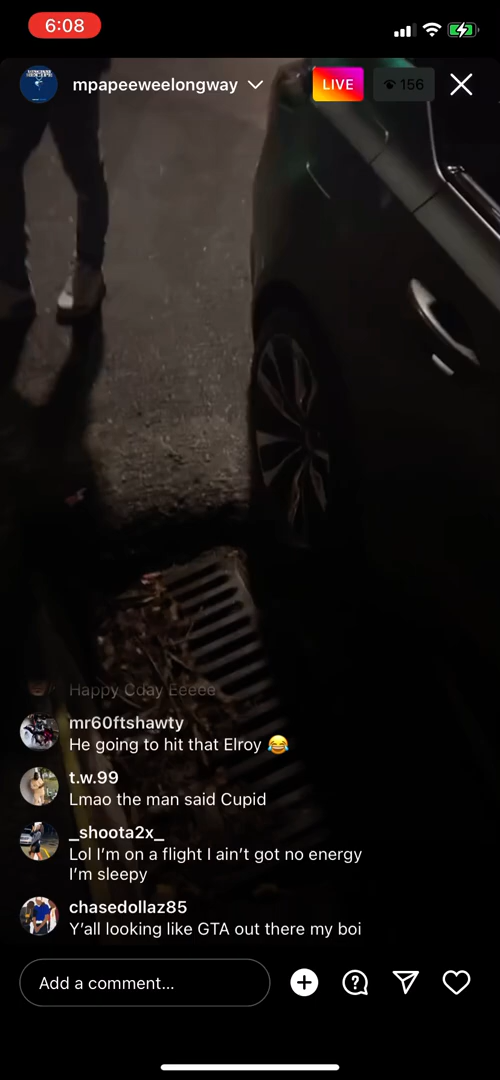 6:08
mpapeeweelongway
LIVE
156
Happy Cday Eeeee
mr60ftshawty
He going to hit that Elroy 😂
t.w.99
Lmao the man said Cupid
_shoota2x_
Lol I’m on a flight I ain’t got no energy
I’m sleepy
chasedollaz85
Y’all looking like GTA out there my boi
Add a comment...